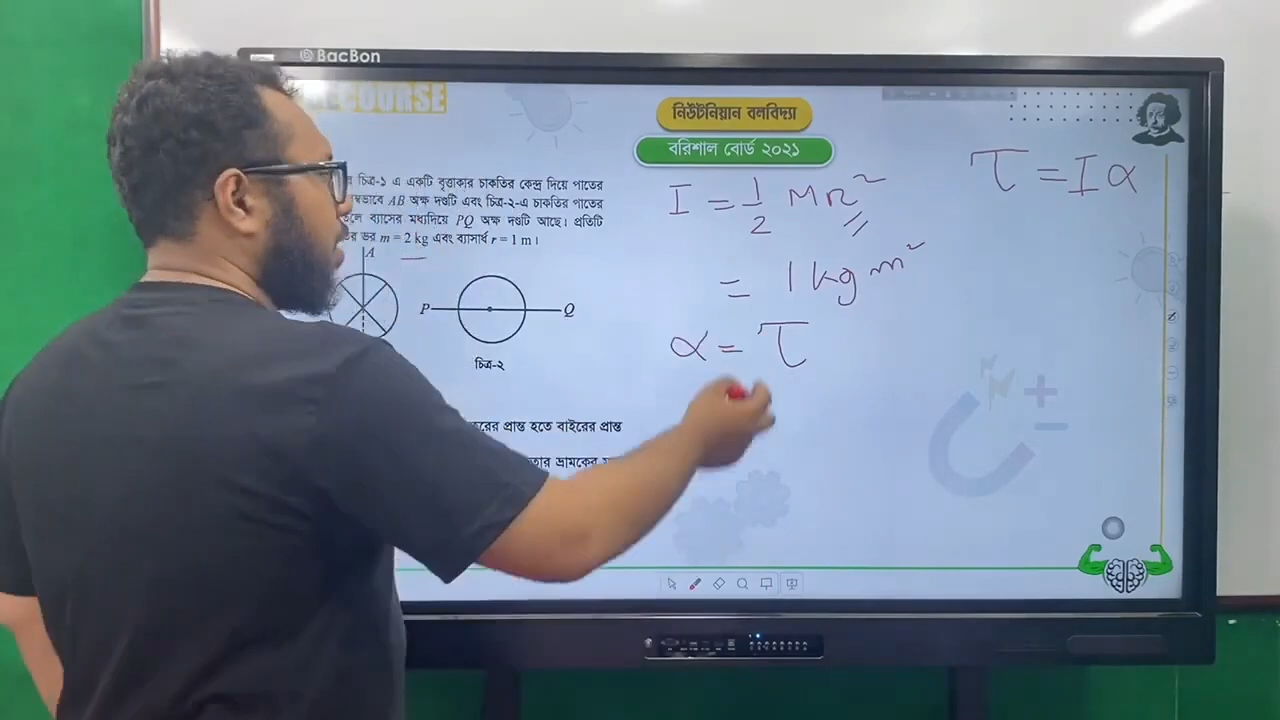 BacBon
নিউটনিয়ান বলবিদ্যা
বরিশাল বোর্ড ২০২১
চিত্র-১ এ একটি বৃত্তাকার চাকতির কেন্দ্র দিয়ে পাতের
AB অক্ষ দণ্ডটি এবং চিত্র-২-এ চাকতির পাতের
ব্যাসের মধ্যদিয়ে PQ অক্ষ দণ্ডটি আছে। প্রতিটি
ভর m = 2 kg এবং ব্যাসার্ধ r = 1 m।
A
P Q
চিত্র-২
প্রান্ত হতে বাইরের প্রান্ত
ভ্রামকের
τ = Iα
I = 1/2 Mr²
= 1 kg m²
α = τ